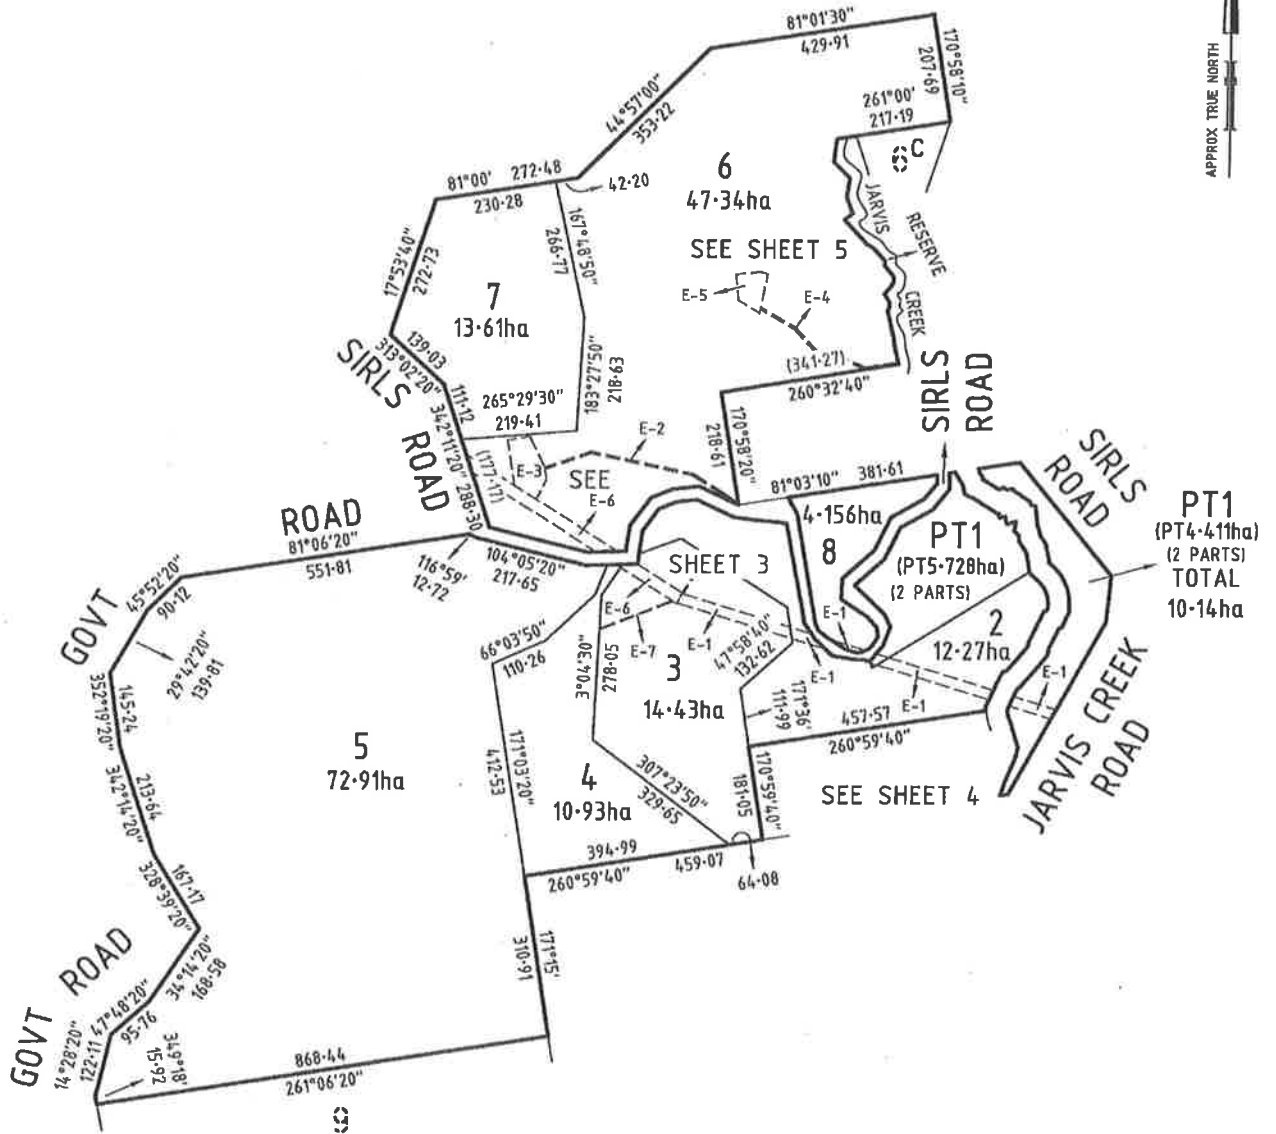 81°01'30"
429·91
170°58'10"
207·69
APPROX TRUE NORTH
44°57'00"
353·22
261°00'
217·19
C
81°00' 272·48
230·28
42·20
6
47·34ha
JARVIS
CREEK
RESERVE
17°53'40"
272·73
167°48'50"
266·77
SEE SHEET 5
E-5
E-4
7
13·61ha
139·03
313°02'20"
SIRLS
ROAD
(341·27)
260°32'40"
183°27'50"
218·63
SIRLS
ROAD
265°29'30"
219·41
111·12
342°11'20" 288·30
(177·17)
170°58'20"
218·61
E-2
E-3
SEE
E-6
81°03'10" 381·61
SIRLS
ROAD
4·156ha
8
PT1
(PT5·728ha)
(2 PARTS)
PT1
(PT4·411ha)
(2 PARTS)
TOTAL
10·14ha
GOVT
ROAD
81°06'20"
551·81
116°59'
12·72
104°05'20"
217·65
SHEET 3
45°52'20"
90·12
29°42'20"
139·81
E-6
E-7
E-1
E-1
E-1
E-1
E-1
2
12·27ha
66°03'50"
110·26
3°04'30"
278·05
3
14·43ha
47°58'40"
132·62
171°36'
111·99
457·57
260°59'40"
JARVIS CREEK
ROAD
352°19'20"
145·24
342°14'20"
213·64
5
72·91ha
171°03'20"
412·53
4
10·93ha
307°23'50"
329·65
170°59'40"
181·05
SEE SHEET 4
328°39'20"
167·17
394·99
260°59'40"
459·07
64·08
GOVT
ROAD
34°14'20"
168·58
47°48'20"
95·76
14°28'20"
122·11
349°18'
15·92
171°15'
310·91
868·44
261°06'20"